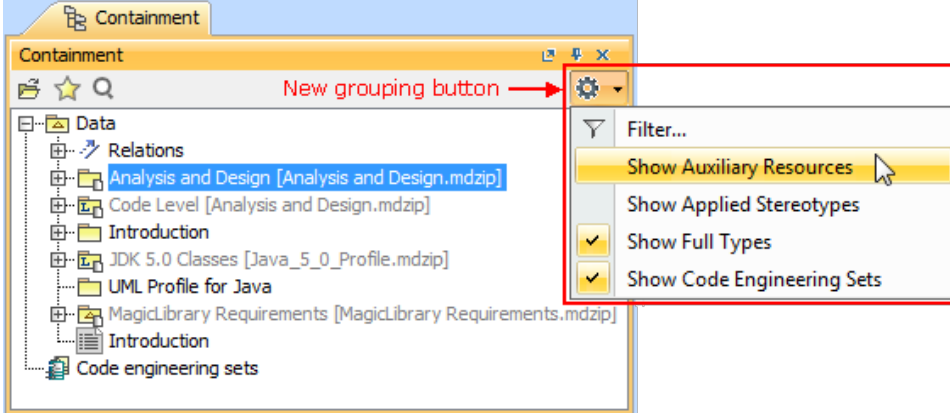 Containment
Containment
New grouping button
Data
Relations
Analysis and Design [Analysis and Design.mdzip]
Code Level [Analysis and Design.mdzip]
Introduction
JDK 5.0 Classes [Java_5_0_Profile.mdzip]
UML Profile for Java
MagicLibrary Requirements [MagicLibrary Requirements.mdzip]
Introduction
Code engineering sets
Filter...
Show Auxiliary Resources
Show Applied Stereotypes
Show Full Types
Show Code Engineering Sets